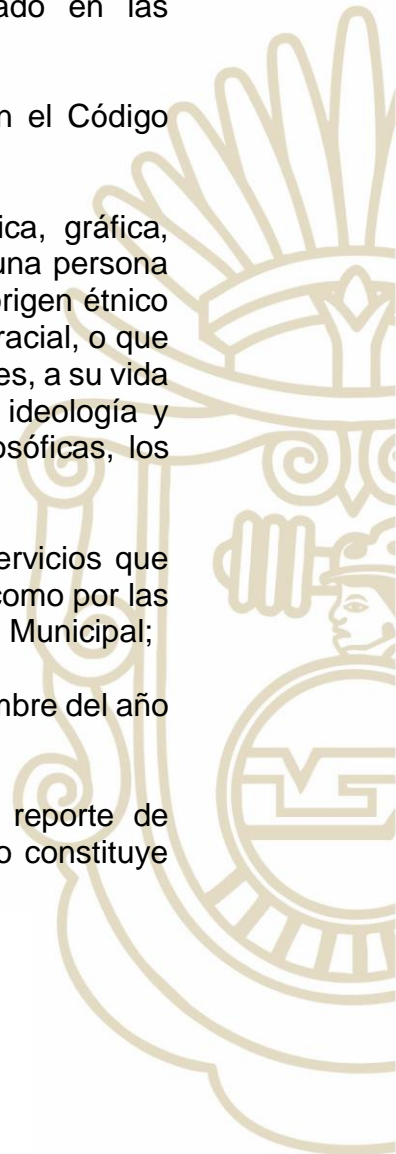 ado en las
n el Código
ica, gráfica,
una persona
origen étnico
racial, o que
es, a su vida
ideología y
osóficas, los
ervicios que
como por las
Municipal;
mbre del año
reporte de
o constituye